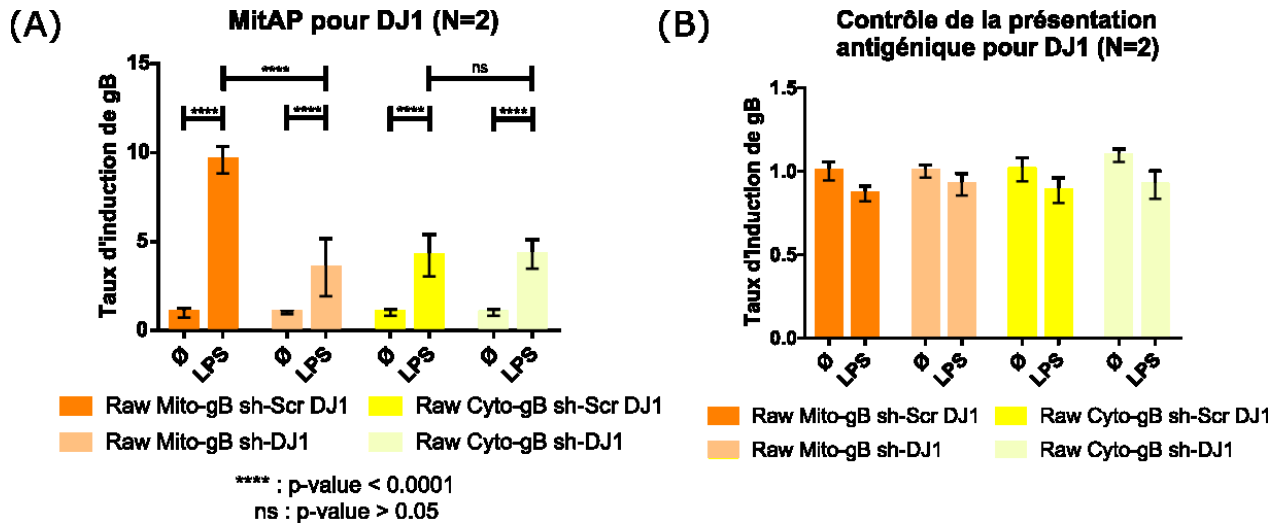 (A)
MitAP pour DJ1 (N=2)
Taux d'induction de gB
15
10
5
0
****
ns
****
****
****
****
Ø
LPS
Ø
LPS
Ø
LPS
Ø
LPS
Raw Mito-gB sh-Scr DJ1
Raw Cyto-gB sh-Scr DJ1
Raw Mito-gB sh-DJ1
Raw Cyto-gB sh-DJ1
**** : p-value < 0.0001
ns : p-value > 0.05
(B)
Contrôle de la présentation
antigénique pour DJ1 (N=2)
Taux d'Induction de gB
1.5
1.0
0.5
0.0
Ø
LPS
Ø
LPS
Ø
LPS
Ø
LPS
Raw Mito-gB sh-Scr DJ1
Raw Cyto-gB sh-Scr DJ1
Raw Mito-gB sh-DJ1
Raw Cyto-gB sh-DJ1